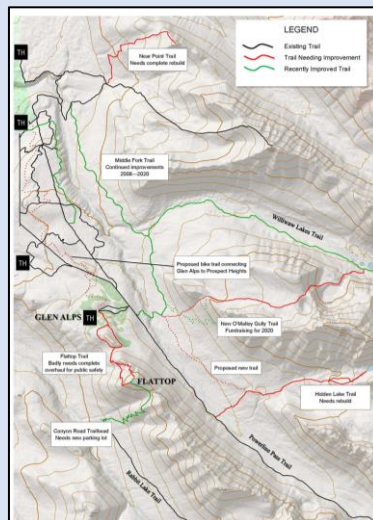 LEGEND
Existing Trail
Trail Needing Improvement
Recently Improved Trail
TH
Near Point Trail
Needs complete rebuild
TH
Middle Fork Trail
Continued improvements
2008—2020
Williwaw Lakes Trail
TH
Proposed bike trail connecting
Glen Alps to Prospect Heights
GLEN ALPS
TH
New O'Malley Gully Trail
Fundraising for 2020
Flattop Trail
Badly needs complete
overhaul for public safety
Proposed new trail
FLATTOP
Hidden Lake Trail
Needs rebuild
Canyon Road Trailhead
Needs new parking lot
Powerline Pass Trail
Rabbit Lake Trail